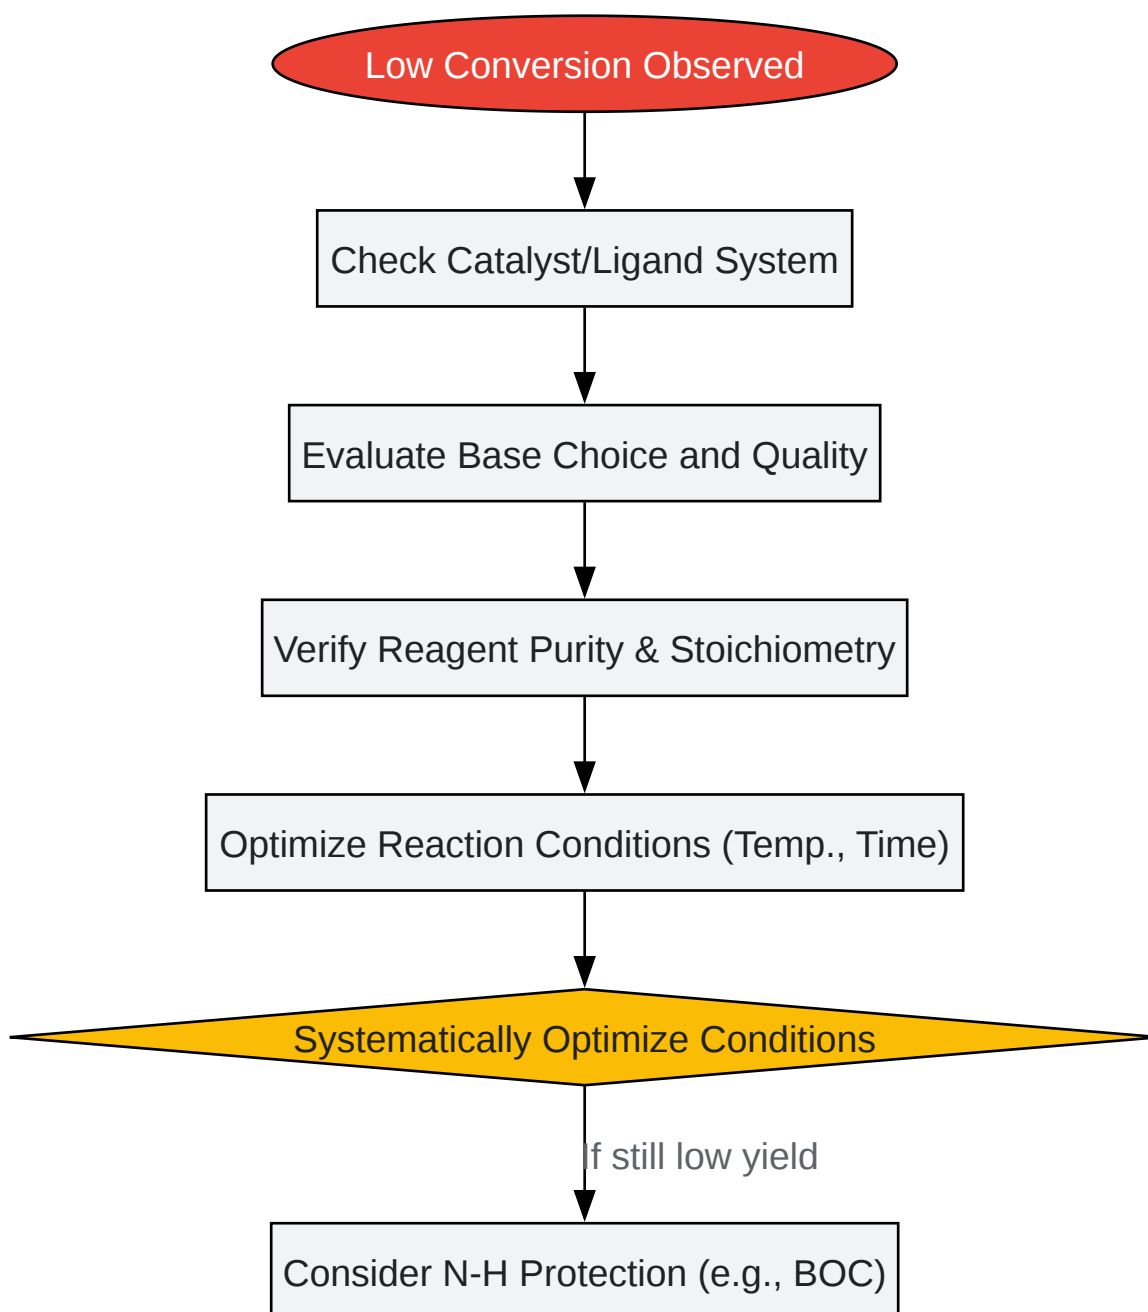 Low Conversion Observed
Check Catalyst/Ligand System
Evaluate Base Choice and Quality
Verify Reagent Purity & Stoichiometry
Optimize Reaction Conditions (Temp., Time)
Systematically Optimize Conditions
If still low yield
Consider N-H Protection (e.g., BOC)